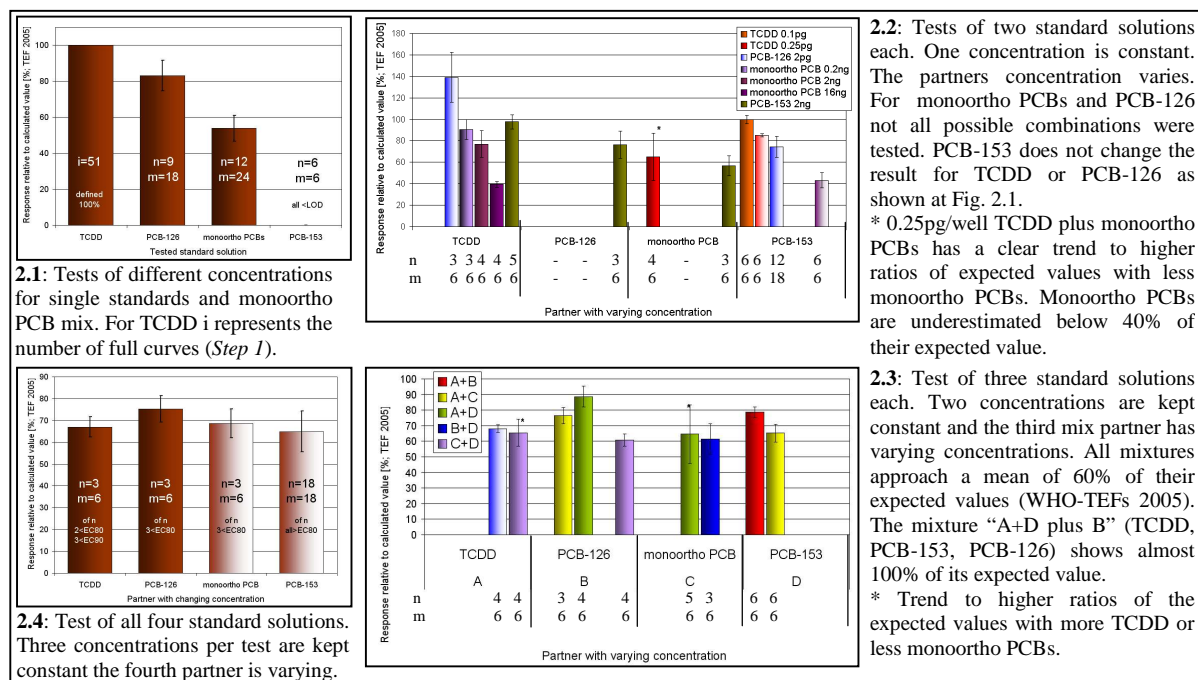 Response relative to calculated value [%; TEF 2005]
120
100
80
60
40
20
0
i=51
defined
100%
n=9
m=18
n=12
m=24
n=6
m=6
all <LOD
TCDD
PCB-126
monoortho PCBs
PCB-153
Tested standard solution
2.1: Tests of different concentrations
for single standards and monoortho
PCB mix. For TCDD i represents the
number of full curves (Step 1).
Response relative to calculated value [%; TEF 2005]
180
160
140
120
100
80
60
40
20
0
TCDD 0.1pg
TCDD 0.25pg
PCB-126 2pg
monoortho PCB 0.2ng
monoortho PCB 2ng
monoortho PCB 16ng
PCB-153 2ng
*
TCDD
PCB-126
monoortho PCB
PCB-153
n 3 3 4 4 5 - - 3 4 - 3 6 6 12 6
m 6 6 6 6 6 - - 6 6 - 6 6 6 18 6
Partner with varying concentration
2.2: Tests of two standard solutions
each. One concentration is constant.
The partners concentration varies.
For monoortho PCBs and PCB-126
not all possible combinations were
tested. PCB-153 does not change the
result for TCDD or PCB-126 as
shown at Fig. 2.1.
* 0.25pg/well TCDD plus monoortho
PCBs has a clear trend to higher
ratios of expected values with less
monoortho PCBs. Monoortho PCBs
are underestimated below 40% of
their expected value.
Response relative to calculated value [%; TEF 2005]
90
80
70
60
50
40
30
20
10
0
n=3
m=6
of n
2<EC80
3<EC90
n=3
m=6
of n
3<EC80
n=3
m=6
of n
3<EC80
n=18
m=18
of n
all>EC80
TCDD
PCB-126
monoortho PCB
PCB-153
Partner with changing concentration
2.4: Test of all four standard solutions.
Three concentrations per test are kept
constant the fourth partner is varying.
Response relative to calculated value [%; TEF 2005]
100
90
80
70
60
50
40
30
20
10
0
A+B
A+C
A+D
B+D
C+D
*
*
TCDD
PCB-126
monoortho PCB
PCB-153
A
B
C
D
n 4 4 3 4 4 5 3 6 6
m 6 6 6 6 6 6 6 6 6
Partner with varying concentration
2.3: Test of three standard solutions
each. Two concentrations are kept
constant and the third mix partner has
varying concentrations. All mixtures
approach a mean of 60% of their
expected values (WHO-TEFs 2005).
The mixture “A+D plus B” (TCDD,
PCB-153, PCB-126) shows almost
100% of its expected value.
* Trend to higher ratios of the
expected values with more TCDD or
less monoortho PCBs.